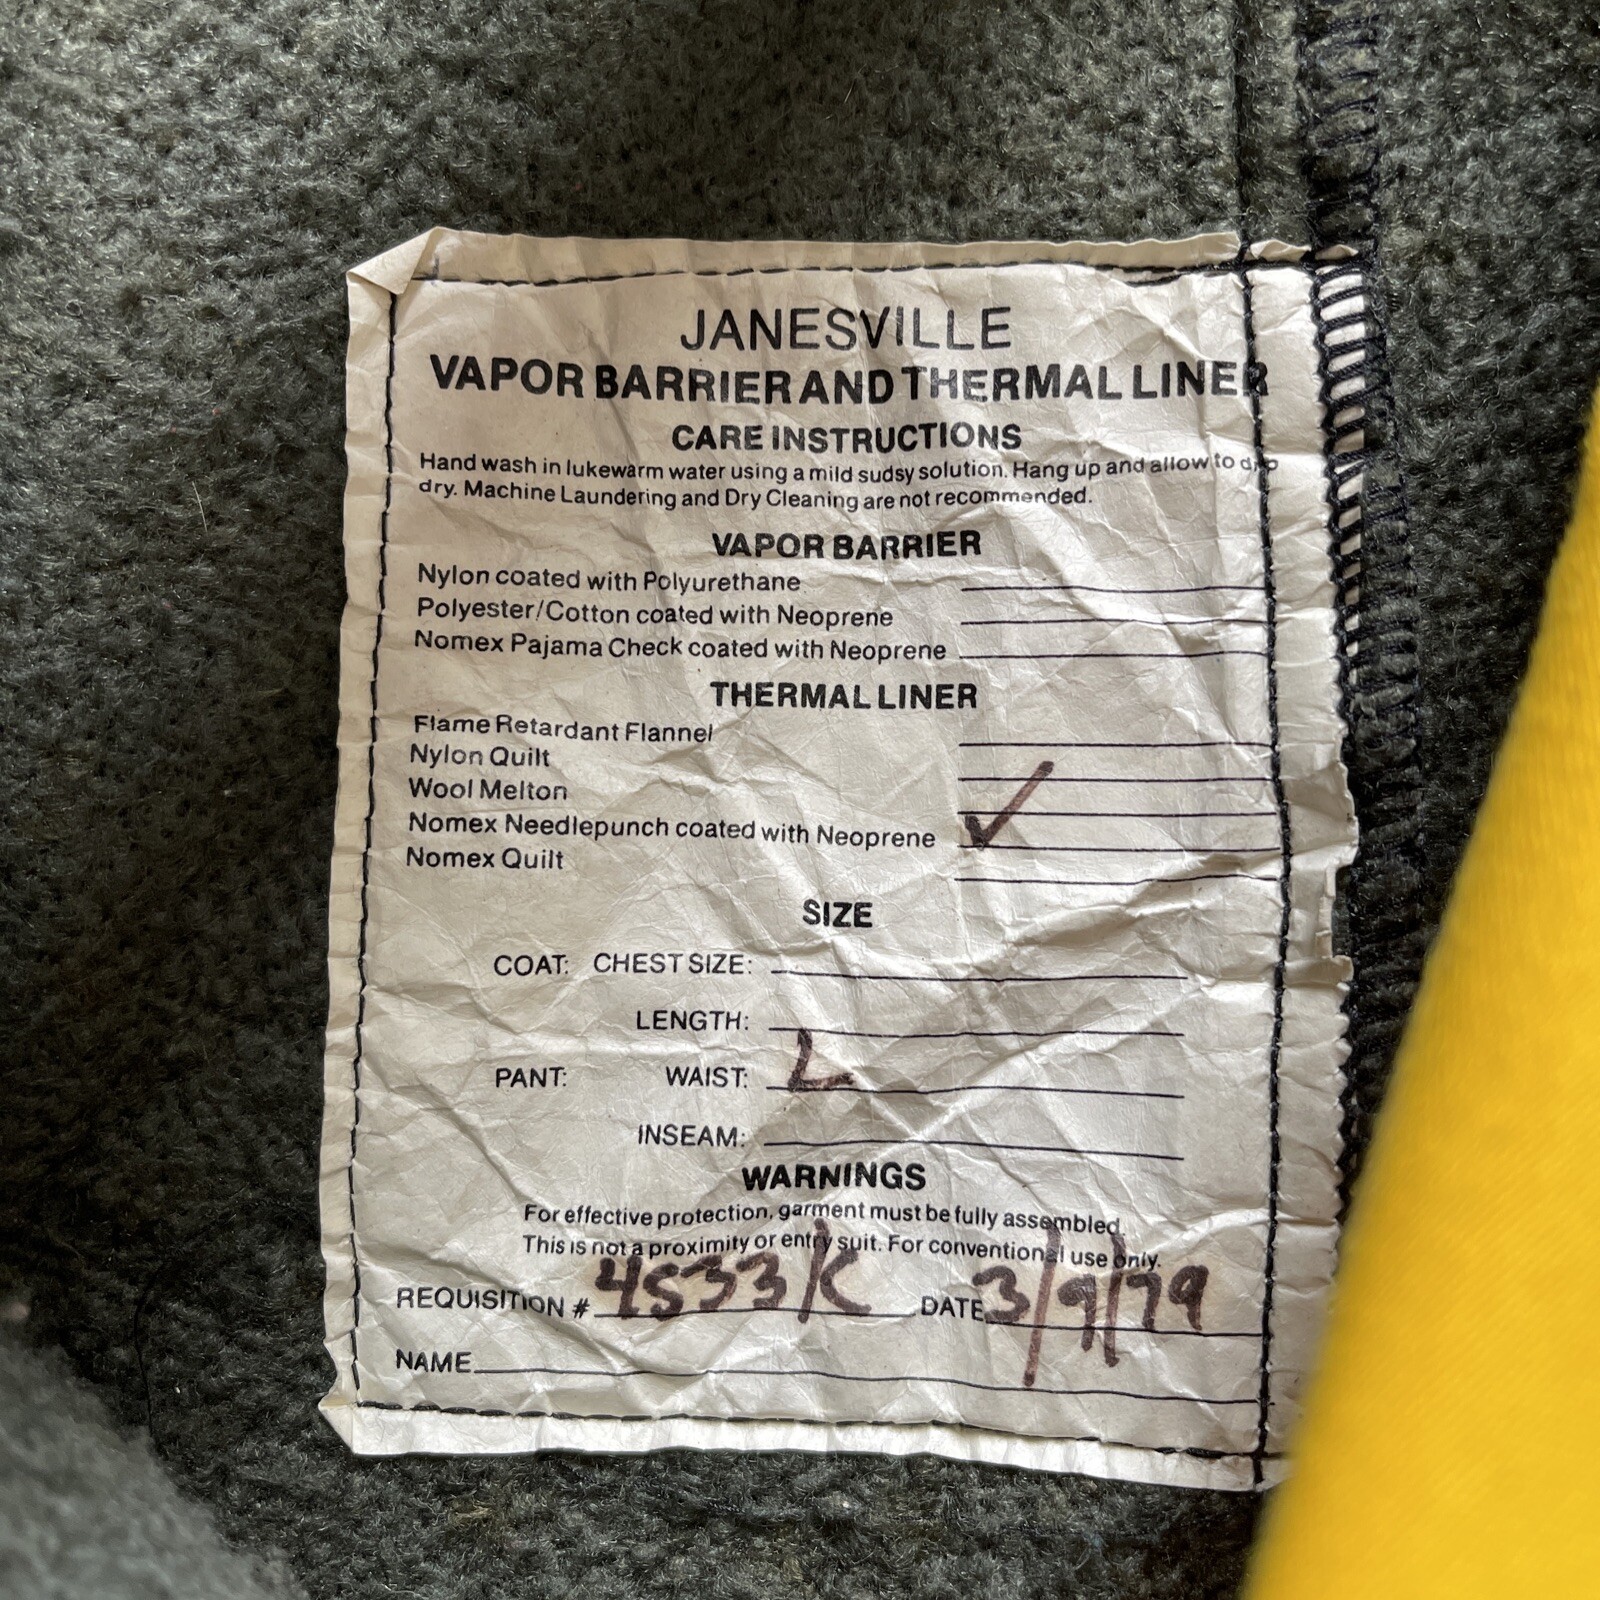 JANESVILLE
VAPOR BARRIER AND THERMAL LINER
CARE INSTRUCTIONS
Hand wash in lukewarm water using a mild sudsy solution. Hang up and allow to drip
dry. Machine Laundering and Dry Cleaning are not recommended.
VAPOR BARRIER
Nylon coated with Polyurethane
Polyester/Cotton coated with Neoprene
Nomex Pajama Check coated with Neoprene
THERMAL LINER
Flame Retardant Flannel
Nylon Quilt
Wool Melton
Nomex Needlepunch coated with Neoprene ✓
Nomex Quilt
SIZE
COAT: CHEST SIZE:
LENGTH:
PANT: WAIST: L
INSEAM:
WARNINGS
For effective protection, garment must be fully assembled.
This is not a proximity or entry suit. For conventional use only.
REQUISITION # 4533/C DATE 3/9/79
NAME